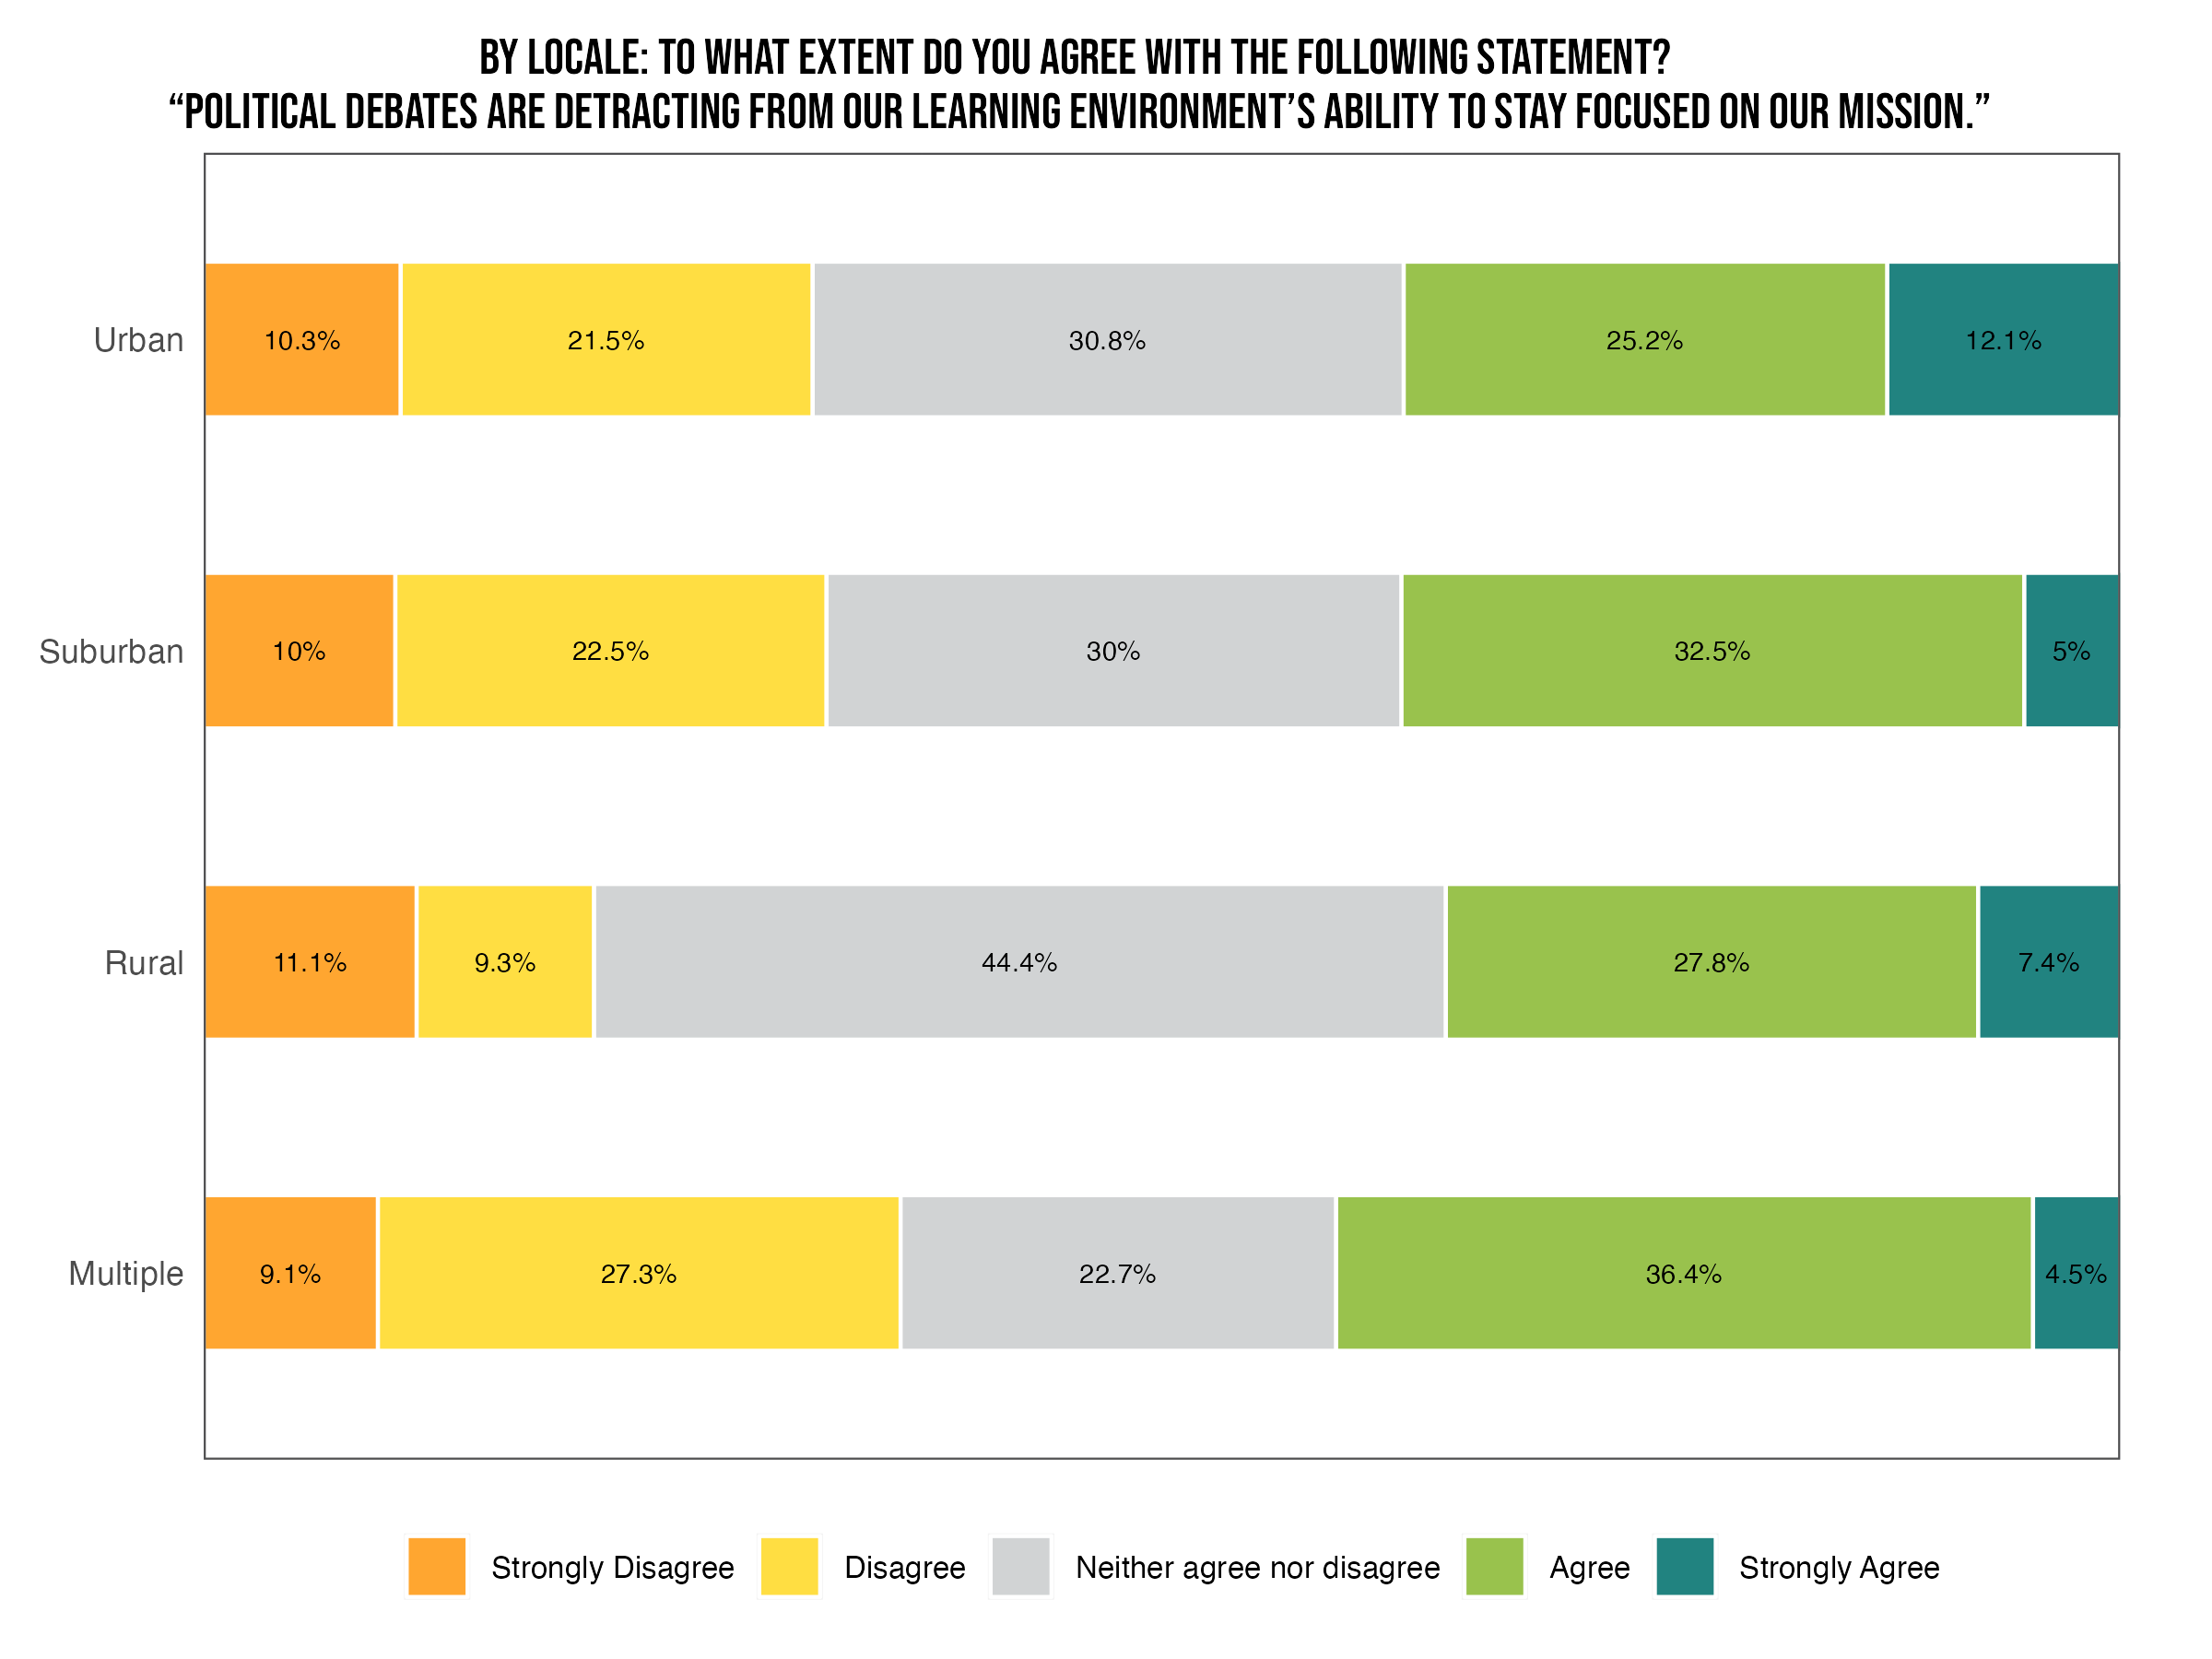 BY LOCALE: TO WHAT EXTENT DO YOU AGREE WITH THE FOLLOWING STATEMENT?
“POLITICAL DEBATES ARE DETRACTING FROM OUR LEARNING ENVIRONMENT’S ABILITY TO STAY FOCUSED ON OUR MISSION.”
Urban 10.3% 21.5% 30.8% 25.2% 12.1%
Suburban 10% 22.5% 30% 32.5% 5%
Rural 11.1% 9.3% 44.4% 27.8% 7.4%
Multiple 9.1% 27.3% 22.7% 36.4% 4.5%
Strongly Disagree Disagree Neither agree nor disagree Agree Strongly Agree